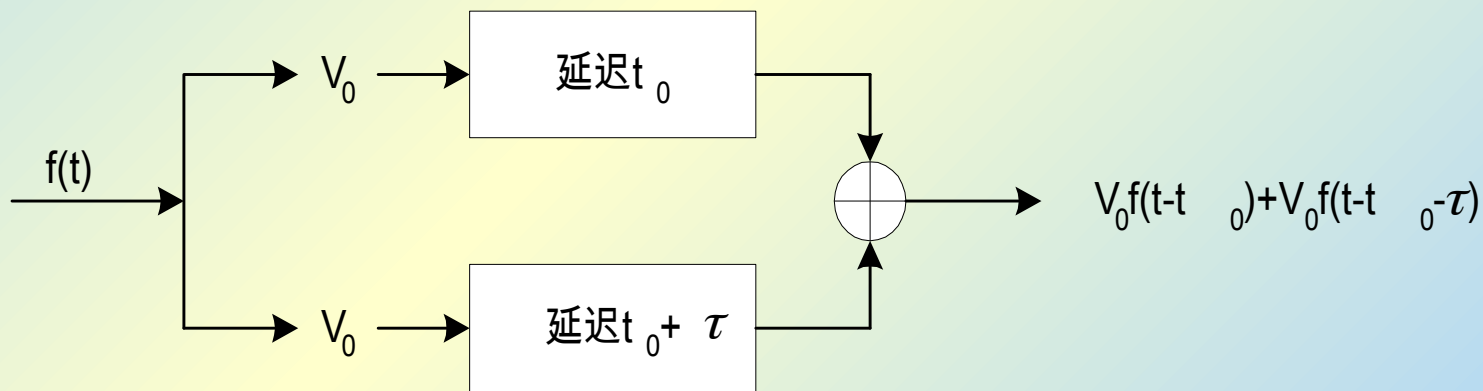 V₀
延迟t ₀
f(t)
V₀f(t-t ₀)+V₀f(t-t ₀-τ)
V₀
延迟t ₀+ τ